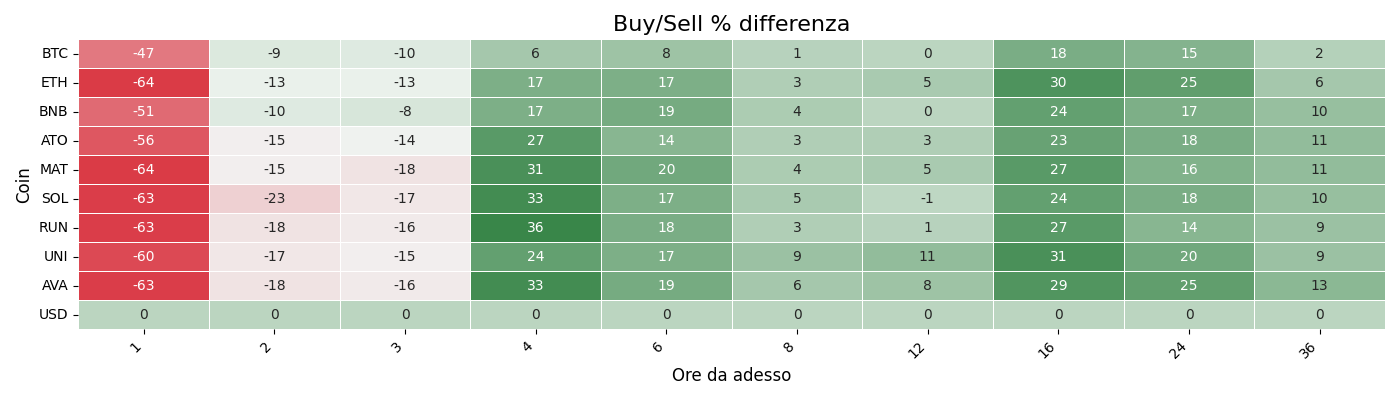 Buy/Sell % differenza
Coin
BTC -47 -9 -10 6 8 1 0 18 15 2
ETH -64 -13 -13 17 17 3 5 30 25 6
BNB -51 -10 -8 17 19 4 0 24 17 10
ATO -56 -15 -14 27 14 3 3 23 18 11
MAT -64 -15 -18 31 20 4 5 27 16 11
SOL -63 -23 -17 33 17 5 -1 24 18 10
RUN -63 -18 -16 36 18 3 1 27 14 9
UNI -60 -17 -15 24 17 9 11 31 20 9
AVA -63 -18 -16 33 19 6 8 29 25 13
USD 0 0 0 0 0 0 0 0 0 0
1 2 3 4 6 8 12 16 24 36
Ore da adesso